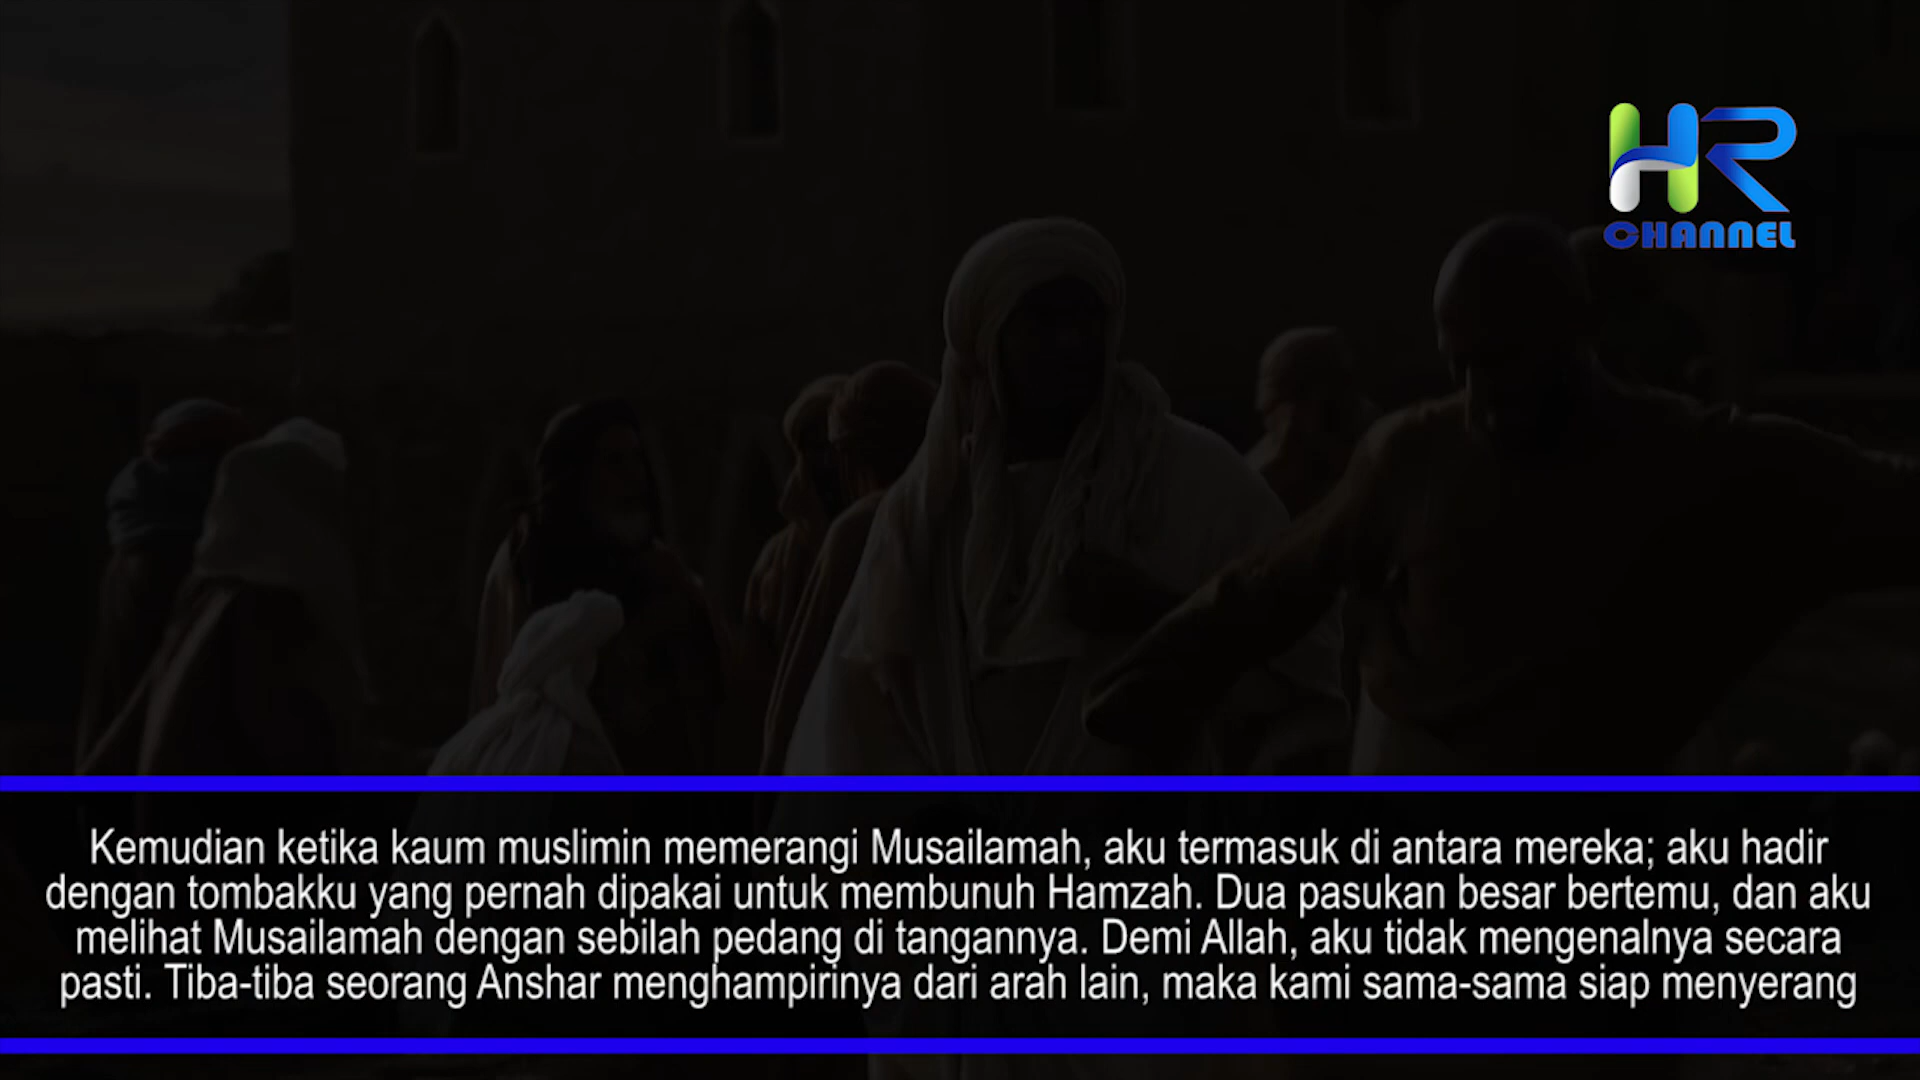 HR
CHANNEL
Kemudian ketika kaum muslimin memerangi Musailamah, aku termasuk di antara mereka; aku hadir
dengan tombakku yang pernah dipakai untuk membunuh Hamzah. Dua pasukan besar bertemu, dan aku
melihat Musailamah dengan sebilah pedang di tangannya. Demi Allah, aku tidak mengenalnya secara
pasti. Tiba-tiba seorang Anshar menghampirinya dari arah lain, maka kami sama-sama siap menyerang